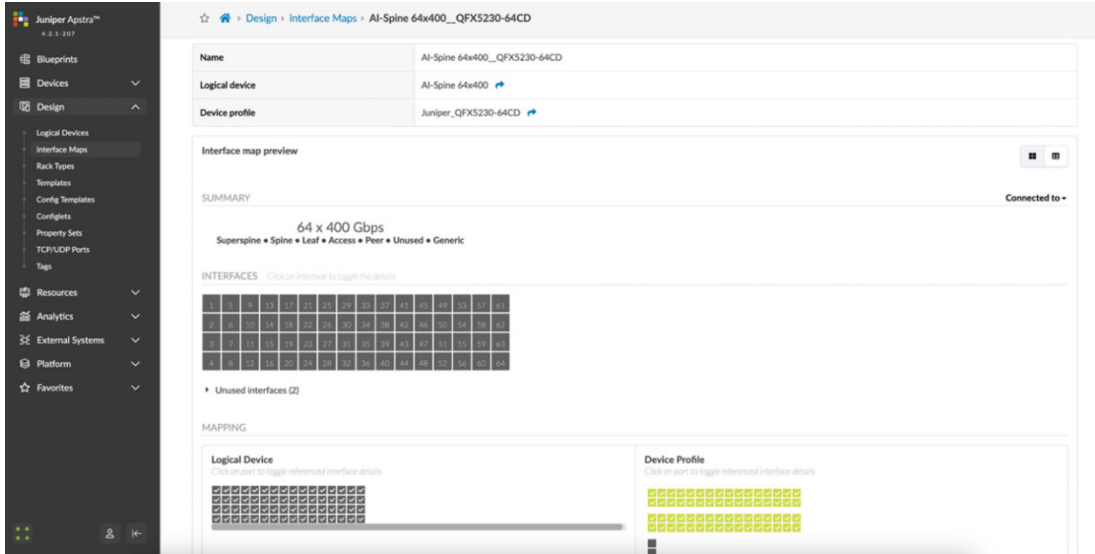 Juniper Apstra™
4.2.1-207
Blueprints
Devices
Design
Logical Devices
Interface Maps
Rack Types
Templates
Config Templates
Configlets
Property Sets
TCP/UDP Ports
Tags
Resources
Analytics
External Systems
Platform
Favorites
Design › Interface Maps › AI-Spine 64x400__QFX5230-64CD
Name AI-Spine 64x400__QFX5230-64CD
Logical device AI-Spine 64x400
Device profile Juniper_QFX5230-64CD
Interface map preview
SUMMARY Connected to
64 x 400 Gbps
Superspine • Spine • Leaf • Access • Peer • Unused • Generic
INTERFACES Click on interface to toggle the details
1 5 9 13 17 21 25 29 33 37 41 45 49 53 57 61
2 6 10 14 18 22 26 30 34 38 42 46 50 54 58 62
3 7 11 15 19 23 27 31 35 39 43 47 51 55 59 63
4 8 12 16 20 24 28 32 36 40 44 48 52 56 60 64
Unused interfaces (2)
MAPPING
Logical Device
Click on port to toggle referenced interface details
Device Profile
Click on port to toggle referenced interface details